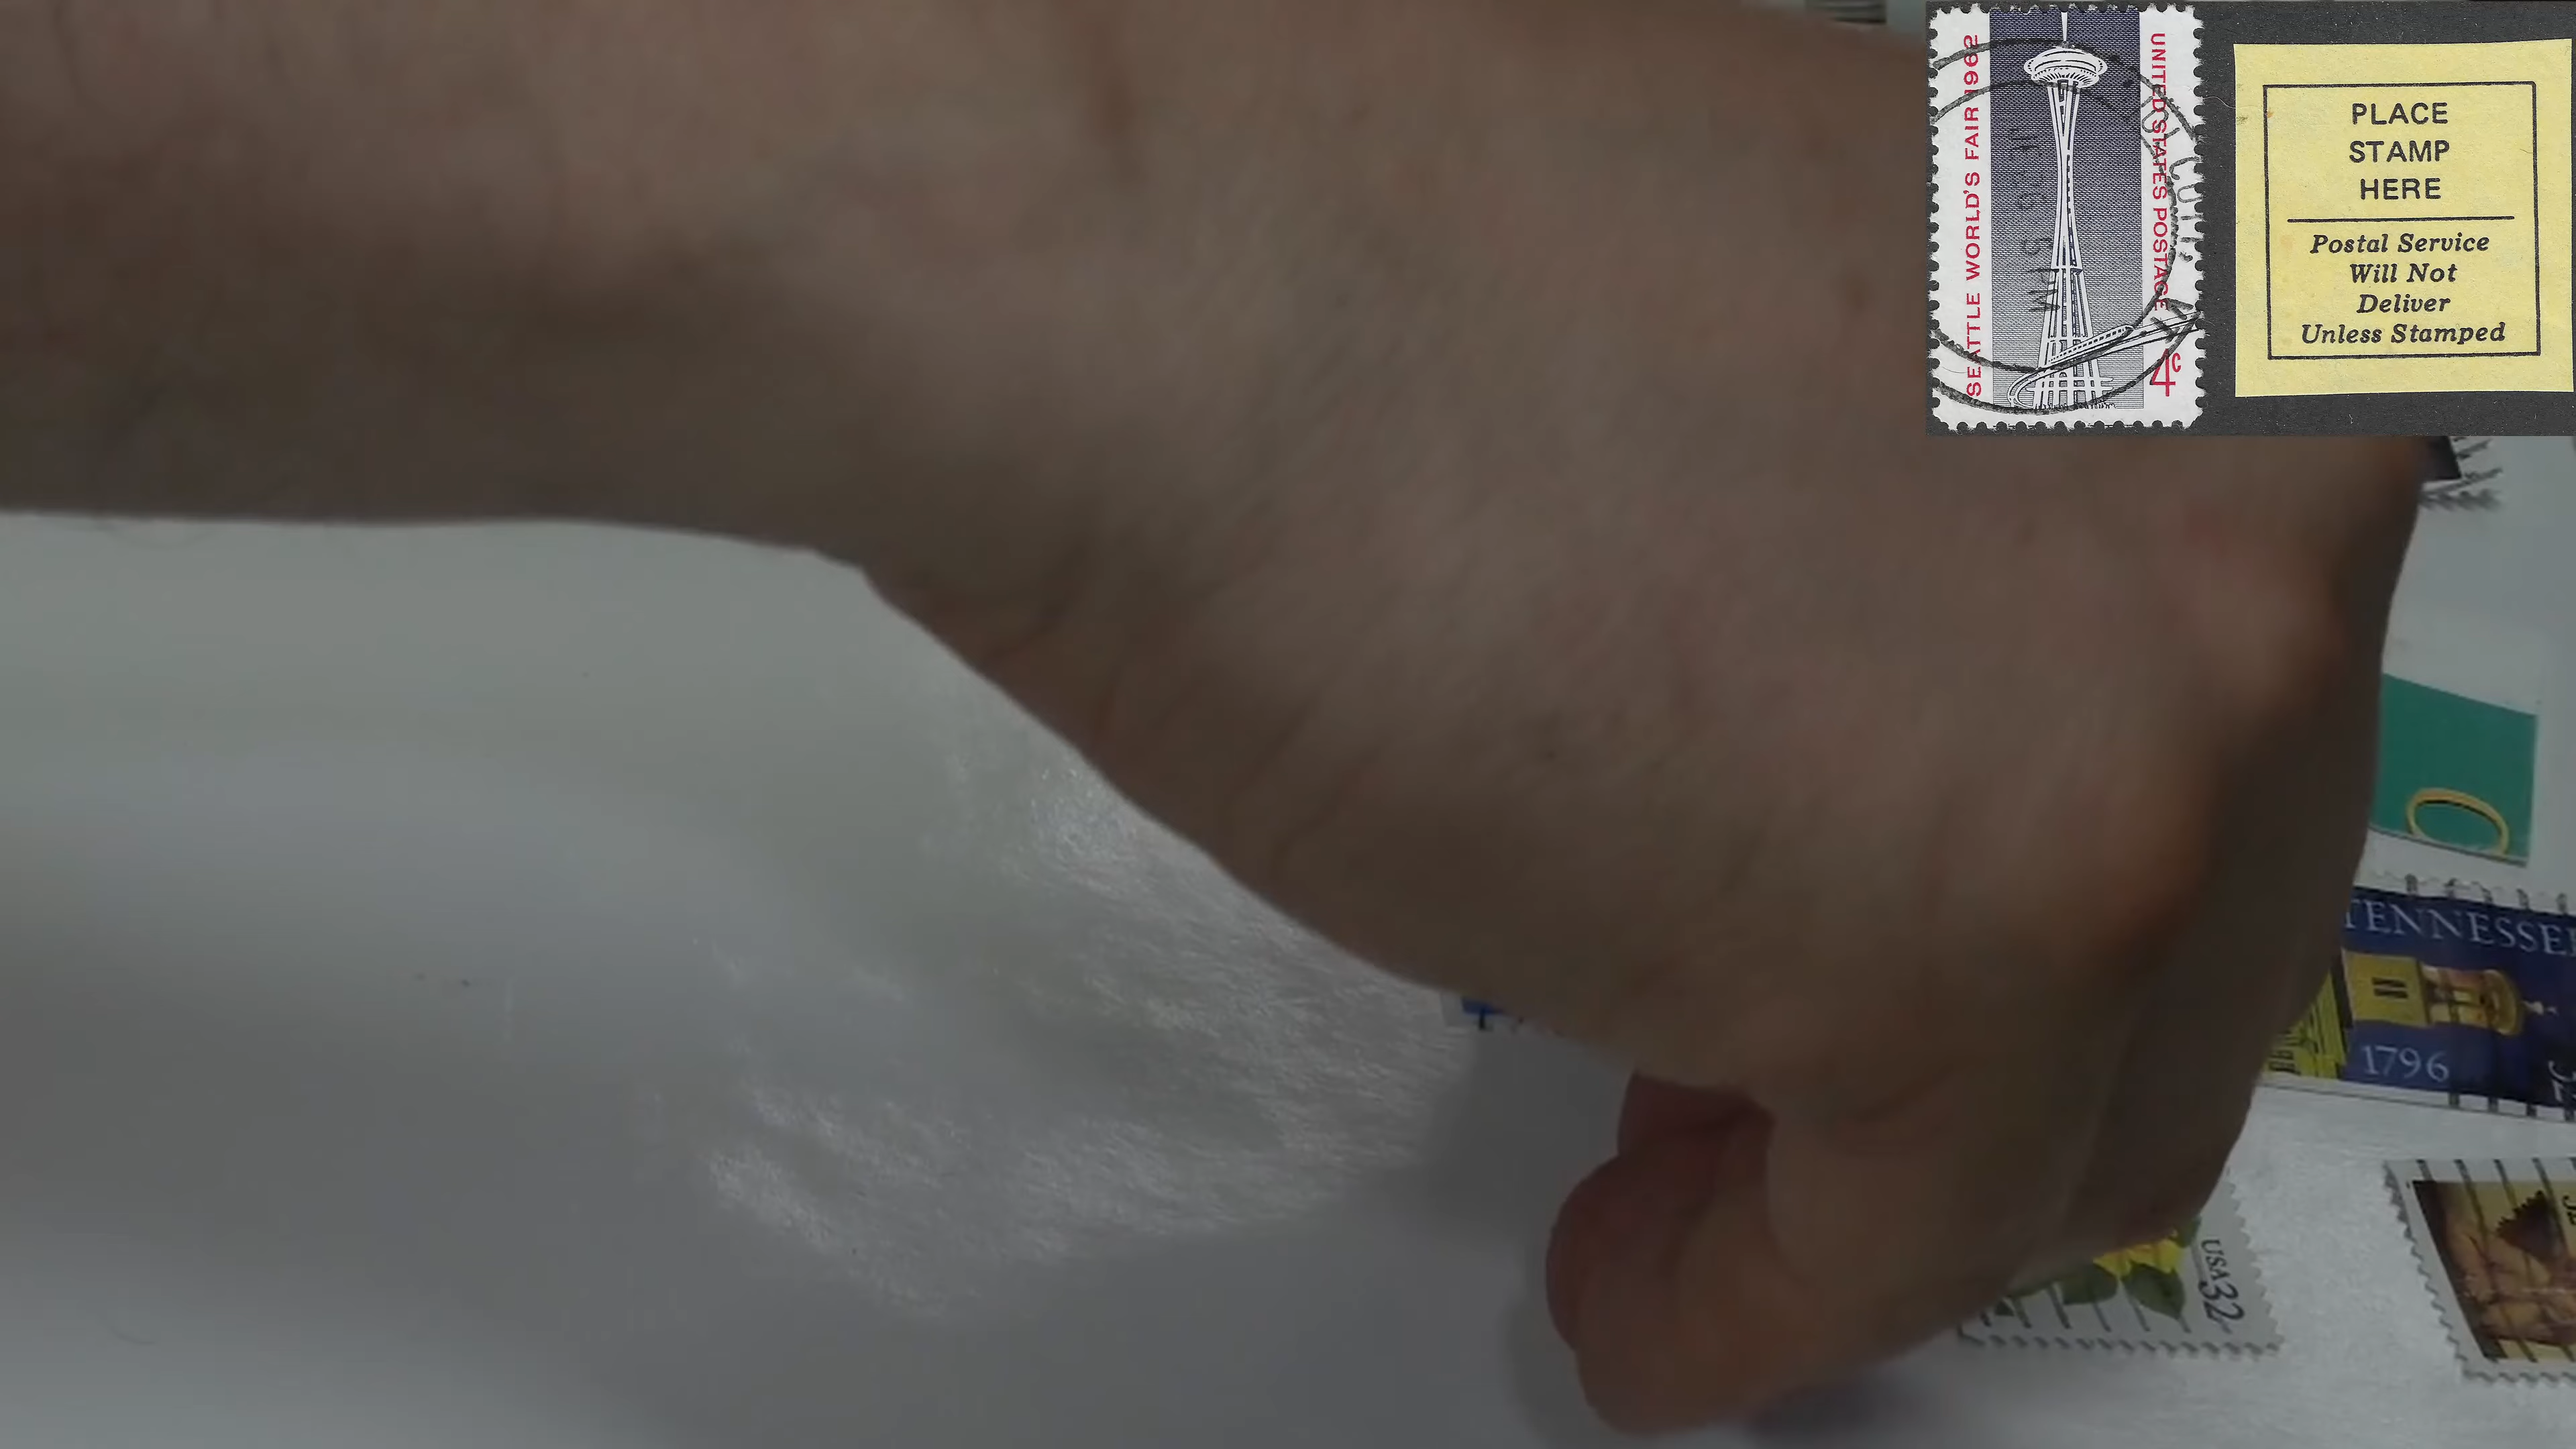 SEATTLE WORLD'S FAIR 1962
UNITED STATES POSTAGE
4c
PLACE
STAMP
HERE
Postal Service
Will Not
Deliver
Unless Stamped
TENNESSEE
1796
USA 32